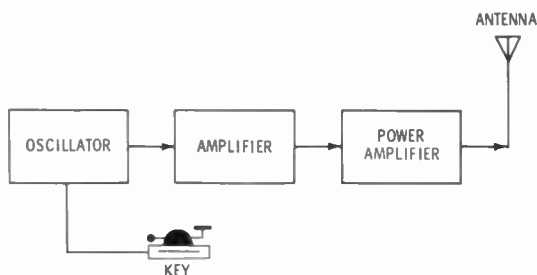 ANTENNA
OSCILLATOR
AMPLIFIER
POWER
AMPLIFIER
KEY